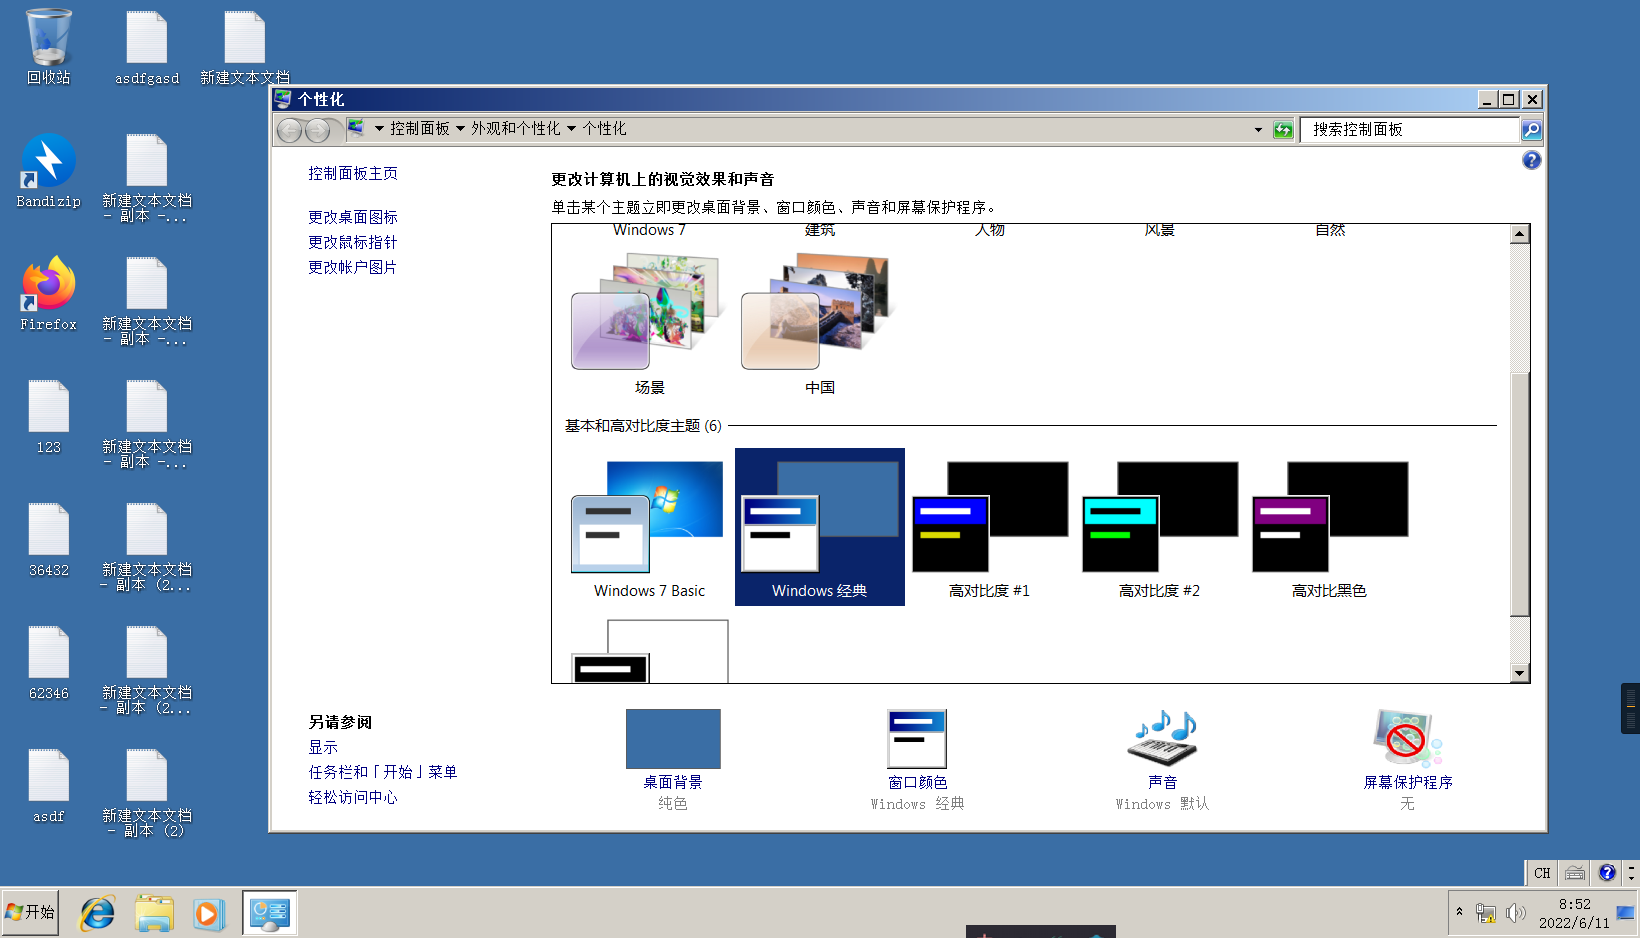 回收站
asdfgasd
新建文本文档
Bandizip
新建文本文档
- 副本 -...
Firefox
新建文本文档
- 副本 -...
123
新建文本文档
- 副本 -...
36432
新建文本文档
- 副本 (2...
62346
新建文本文档
- 副本 (2...
asdf
新建文本文档
- 副本 (2)
个性化
控制面板 外观和个性化 个性化
搜索控制面板
控制面板主页
更改桌面图标
更改鼠标指针
更改帐户图片
更改计算机上的视觉效果和声音
单击某个主题立即更改桌面背景、窗口颜色、声音和屏幕保护程序。
Windows 7 建筑 人物 风景 自然
场景 中国
基本和高对比度主题 (6)
Windows 7 Basic Windows 经典 高对比度 #1 高对比度 #2 高对比黑色
另请参阅
显示
任务栏和「开始」菜单
轻松访问中心
桌面背景
纯色
窗口颜色
Windows 经典
声音
Windows 默认
屏幕保护程序
无
CH
开始
8:52
2022/6/11